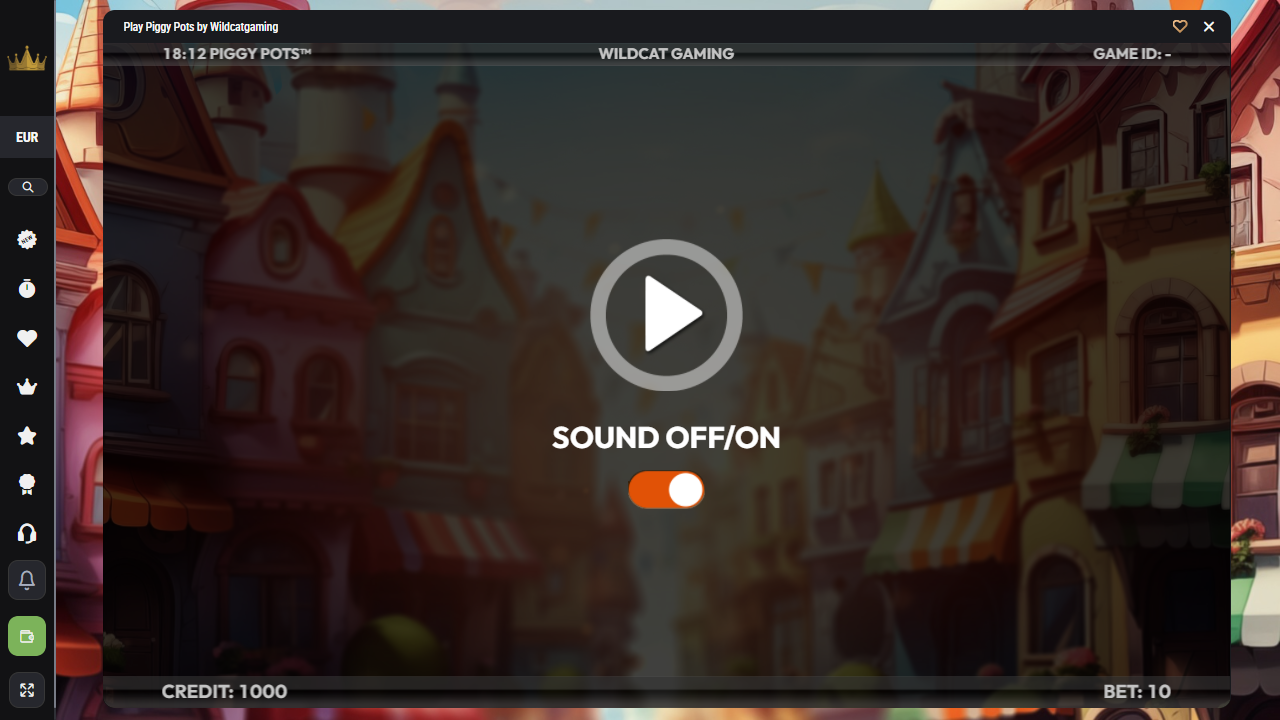 Play Piggy Pots by Wildcatgaming
18:12 PIGGY POTS™
WILDCAT GAMING
GAME ID: -
EUR
NEW
SOUND OFF/ON
CREDIT: 1000
BET: 10